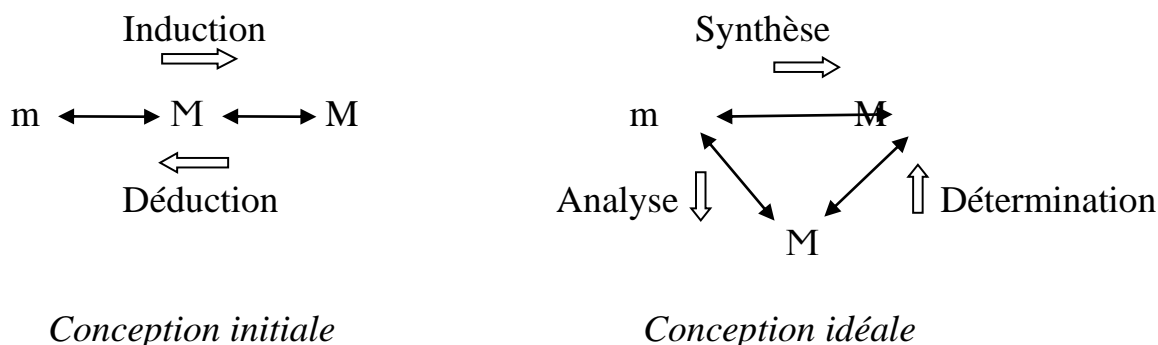 Induction
m M M
Déduction
Conception initiale
Synthèse
m M
Analyse Détermination
M
Conception idéale